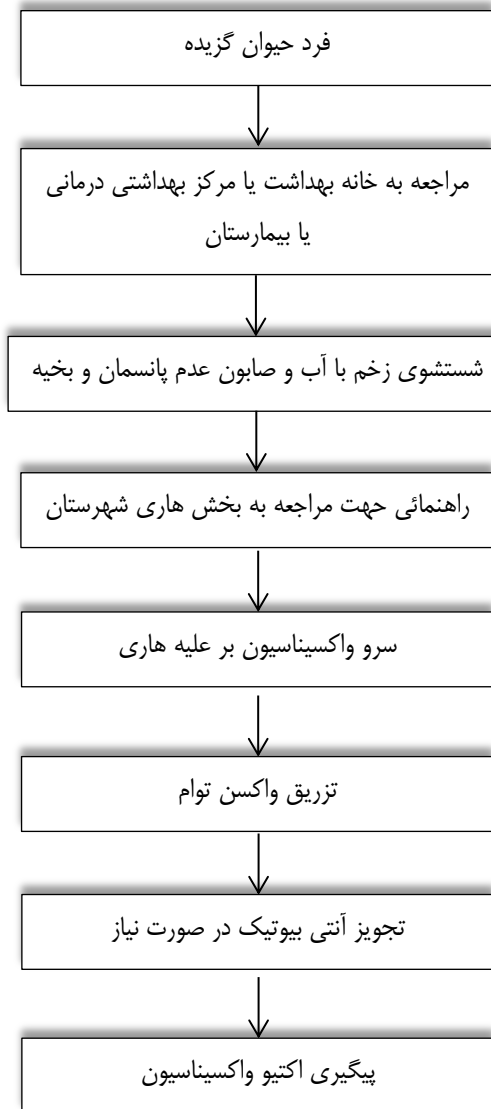 فرد حیوان گزیده
مراجعه به خانه بهداشت یا مرکز بهداشتی درمانی
یا بیمارستان
شستشوی زخم با آب و صابون عدم پانسمان و بخیه
راهنمائی حهت مراجعه به بخش هاری شهرستان
سرو واکسیناسیون بر علیه هاری
تزریق واکسن توام
تجویز آنتی بیوتیک در صورت نیاز
پیگیری اکتیو واکسیناسیون